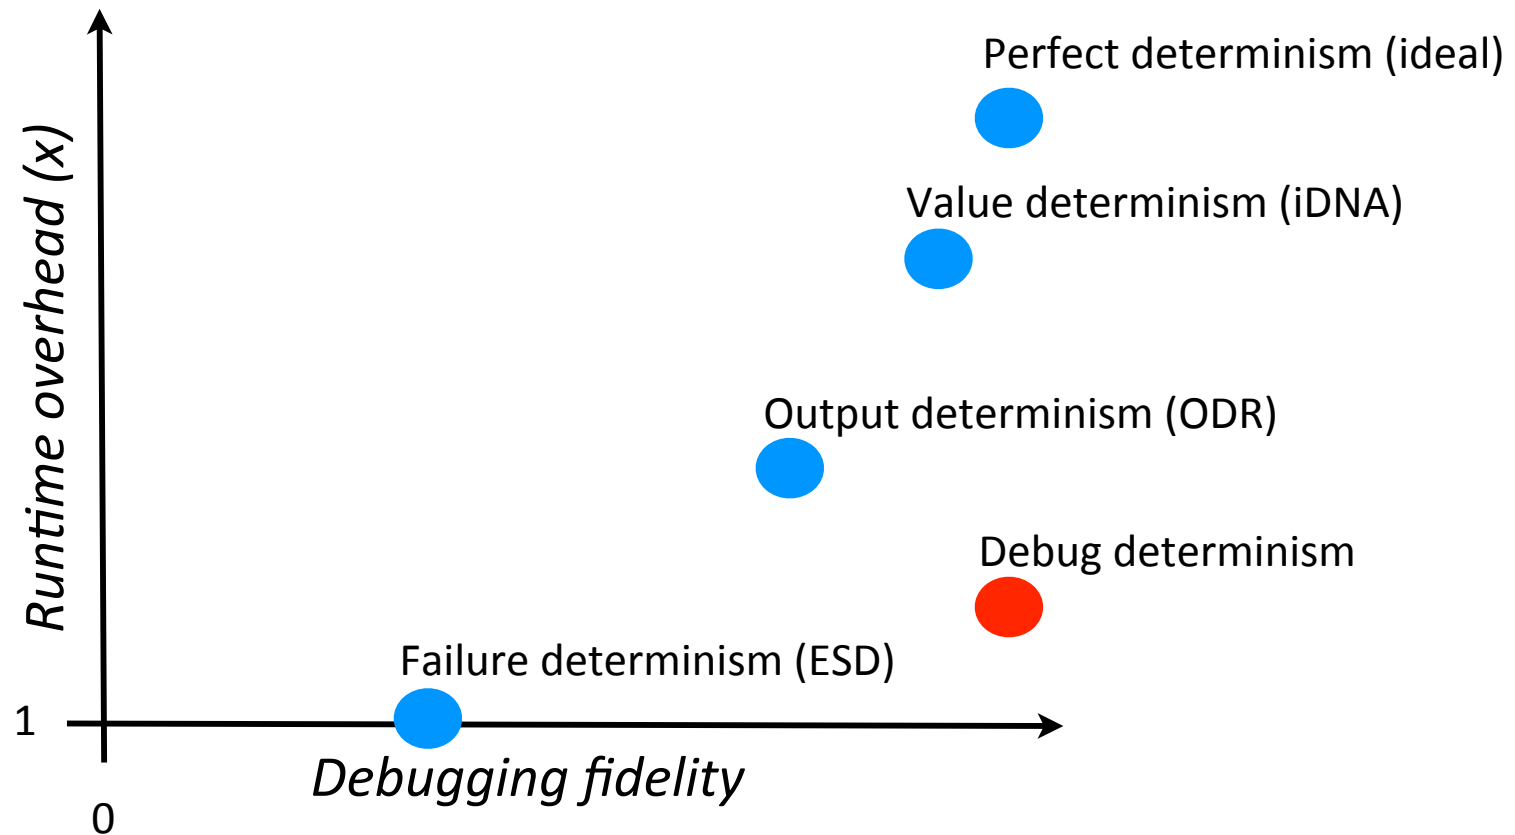 Perfect determinism (ideal)
Value determinism (iDNA)
Output determinism (ODR)
Debug determinism
Failure determinism (ESD)
Runtime overhead (x)
1
Debugging fidelity
0